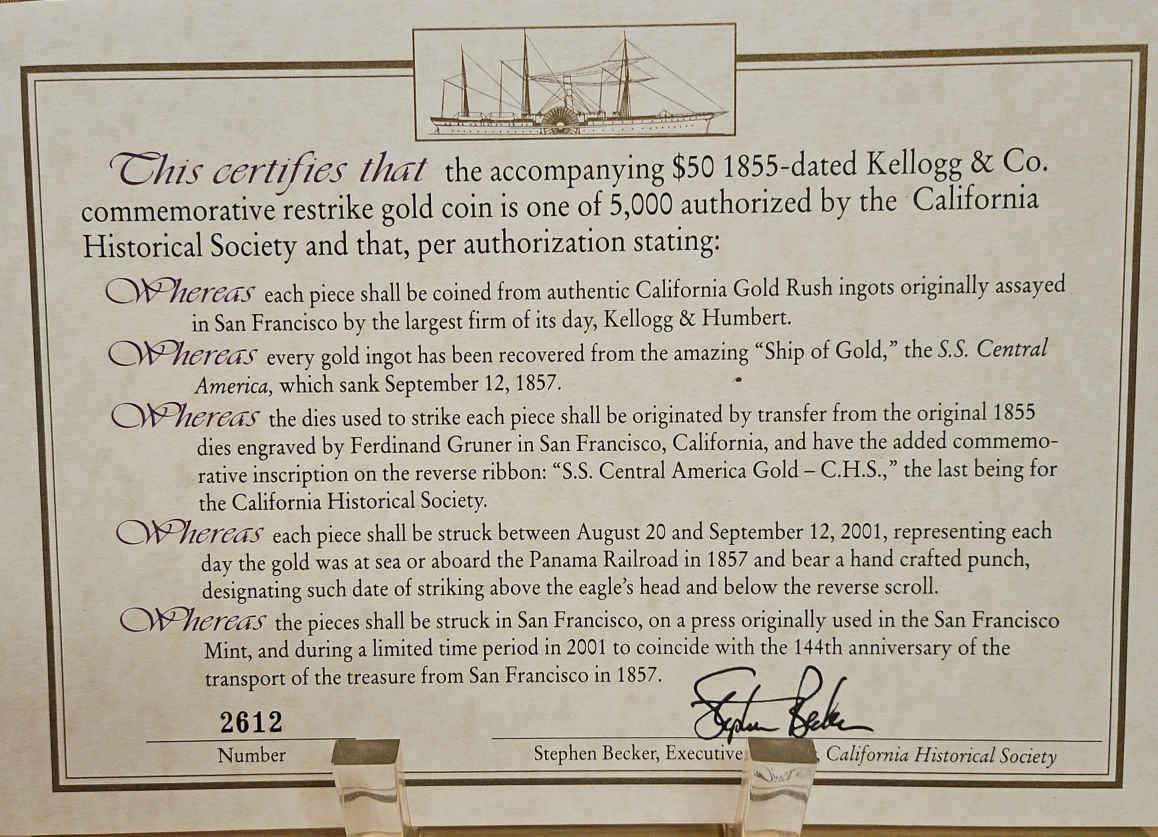 This certifies that the accompanying $50 1855-dated Kellogg & Co.
commemorative restrike gold coin is one of 5,000 authorized by the California
Historical Society and that, per authorization stating:
Whereas each piece shall be coined from authentic California Gold Rush ingots originally assayed
in San Francisco by the largest firm of its day, Kellogg & Humbert.
Whereas every gold ingot has been recovered from the amazing “Ship of Gold,” the S.S. Central
America, which sank September 12, 1857.
Whereas the dies used to strike each piece shall be originated by transfer from the original 1855
dies engraved by Ferdinand Gruner in San Francisco, California, and have the added commemo-
rative inscription on the reverse ribbon: “S.S. Central America Gold – C.H.S.,” the last being for
the California Historical Society.
Whereas each piece shall be struck between August 20 and September 12, 2001, representing each
day the gold was at sea or aboard the Panama Railroad in 1857 and bear a hand crafted punch,
designating such date of striking above the eagle’s head and below the reverse scroll.
Whereas the pieces shall be struck in San Francisco, on a press originally used in the San Francisco
Mint, and during a limited time period in 2001 to coincide with the 144th anniversary of the
transport of the treasure from San Francisco in 1857.
Stephen Becker
2612
Number
Stephen Becker, Executive , California Historical Society